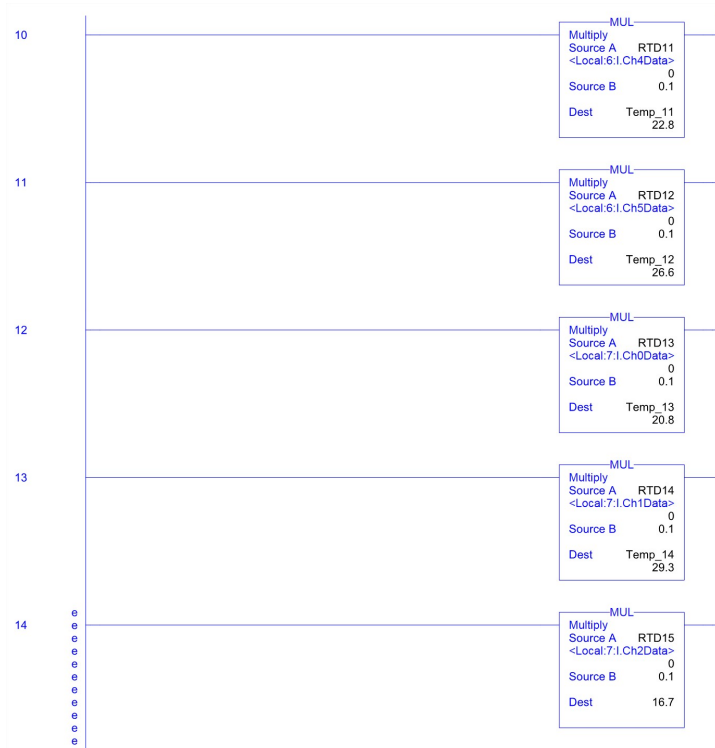 10
MUL
Multiply
Source A RTD11
<Local:6:I.Ch4Data>
0
Source B 0.1
Dest Temp_11
22.8
11
MUL
Multiply
Source A RTD12
<Local:6:I.Ch5Data>
0
Source B 0.1
Dest Temp_12
26.6
12
MUL
Multiply
Source A RTD13
<Local:7:I.Ch0Data>
0
Source B 0.1
Dest Temp_13
20.8
13
MUL
Multiply
Source A RTD14
<Local:7:I.Ch1Data>
0
Source B 0.1
Dest Temp_14
29.3
e
14 e
e
e
e
e
e
e
e
e
e
MUL
Multiply
Source A RTD15
<Local:7:I.Ch2Data>
0
Source B 0.1
Dest 16.7